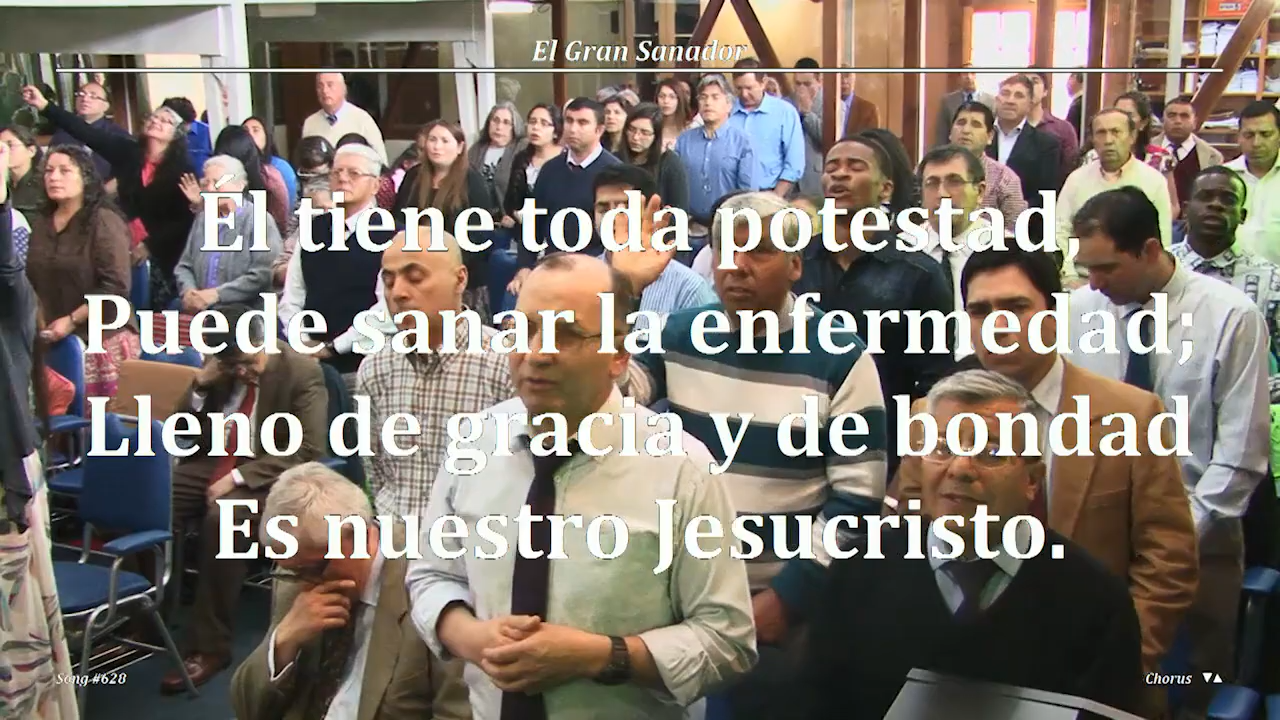 El Gran Sanador
Él tiene toda potestad,
Puede sanar la enfermedad;
Lleno de gracia y de bondad
Es nuestro Jesucristo.
Song #628
Chorus ▼▲